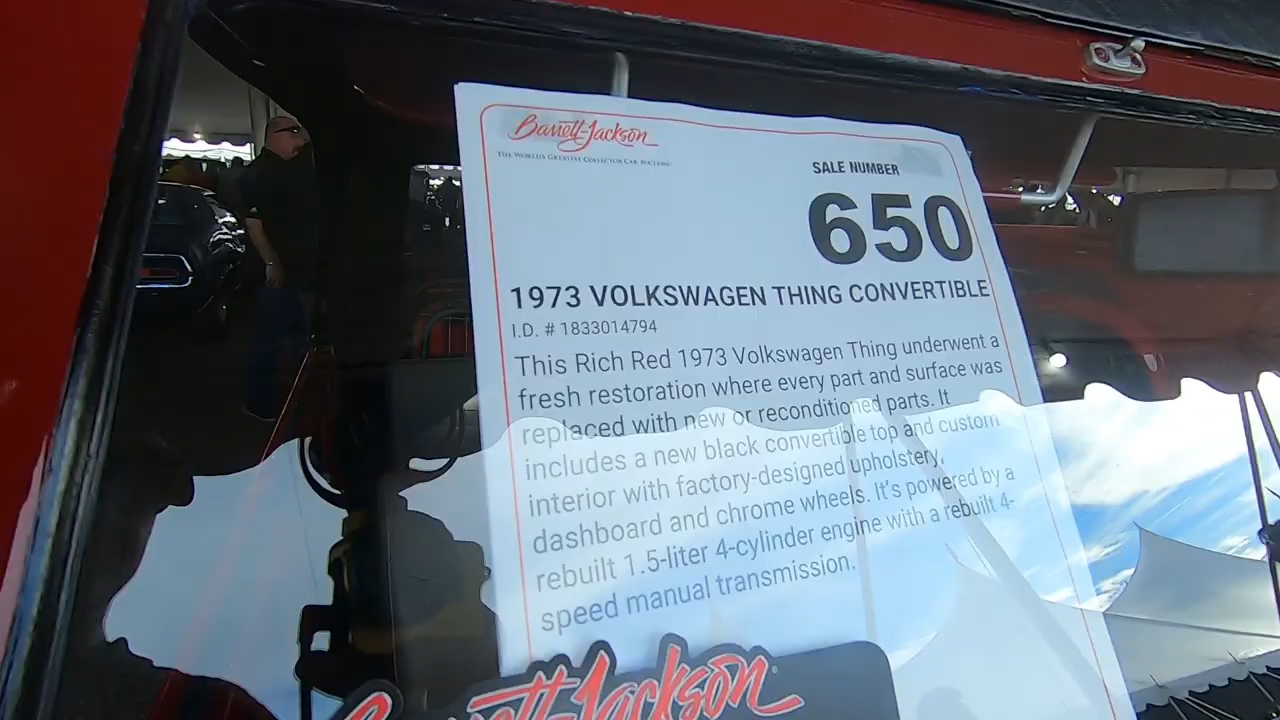 Barrett-Jackson
THE WORLD'S GREATEST COLLECTOR CAR AUCTIONS
SALE NUMBER
650
1973 VOLKSWAGEN THING CONVERTIBLE
I.D. # 1833014794
This Rich Red 1973 Volkswagen Thing underwent a
fresh restoration where every part and surface was
replaced with new or reconditioned parts. It
includes a new black convertible top and custom
interior with factory-designed upholstery,
dashboard and chrome wheels. It's powered by a
rebuilt 1.5-liter 4-cylinder engine with a rebuilt 4-
speed manual transmission.
Barrett-Jackson